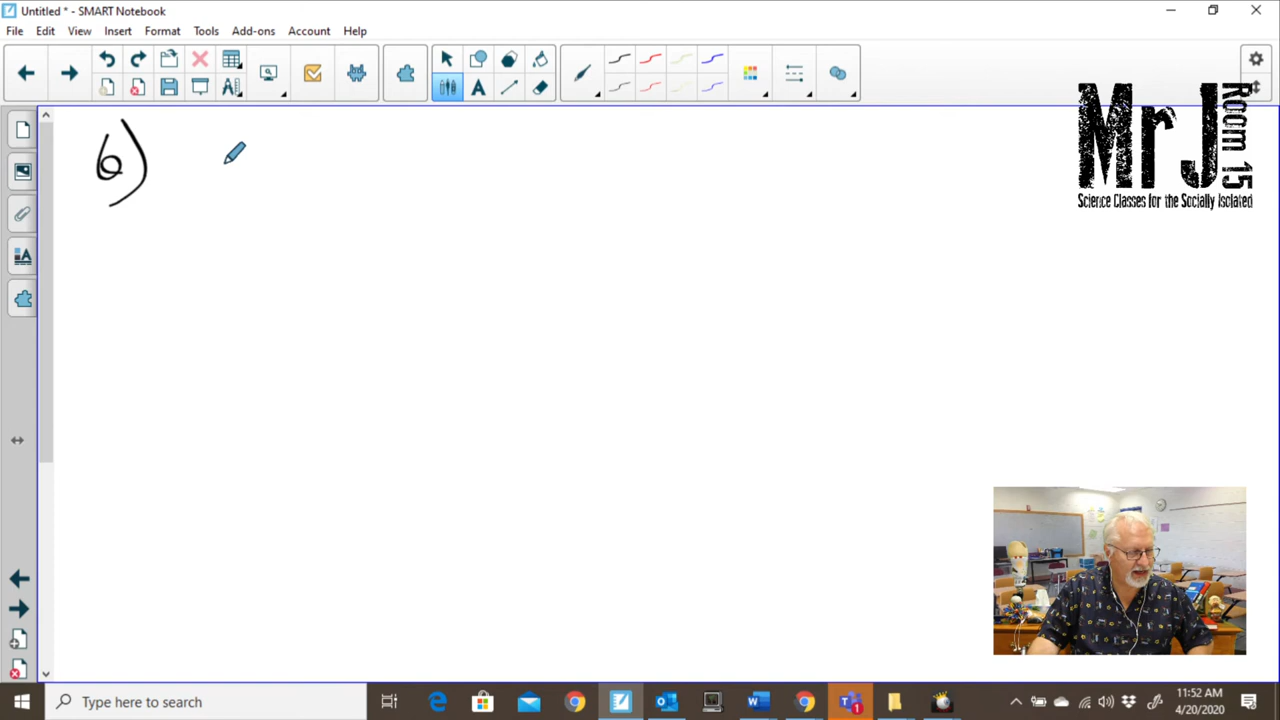 Untitled * - SMART Notebook
File Edit View Insert Format Tools Add-ons Account Help
6)
Mr J
Room 15
Science Classes for the Socially Isolated
Type here to search
1
11:52 AM
4/20/2020